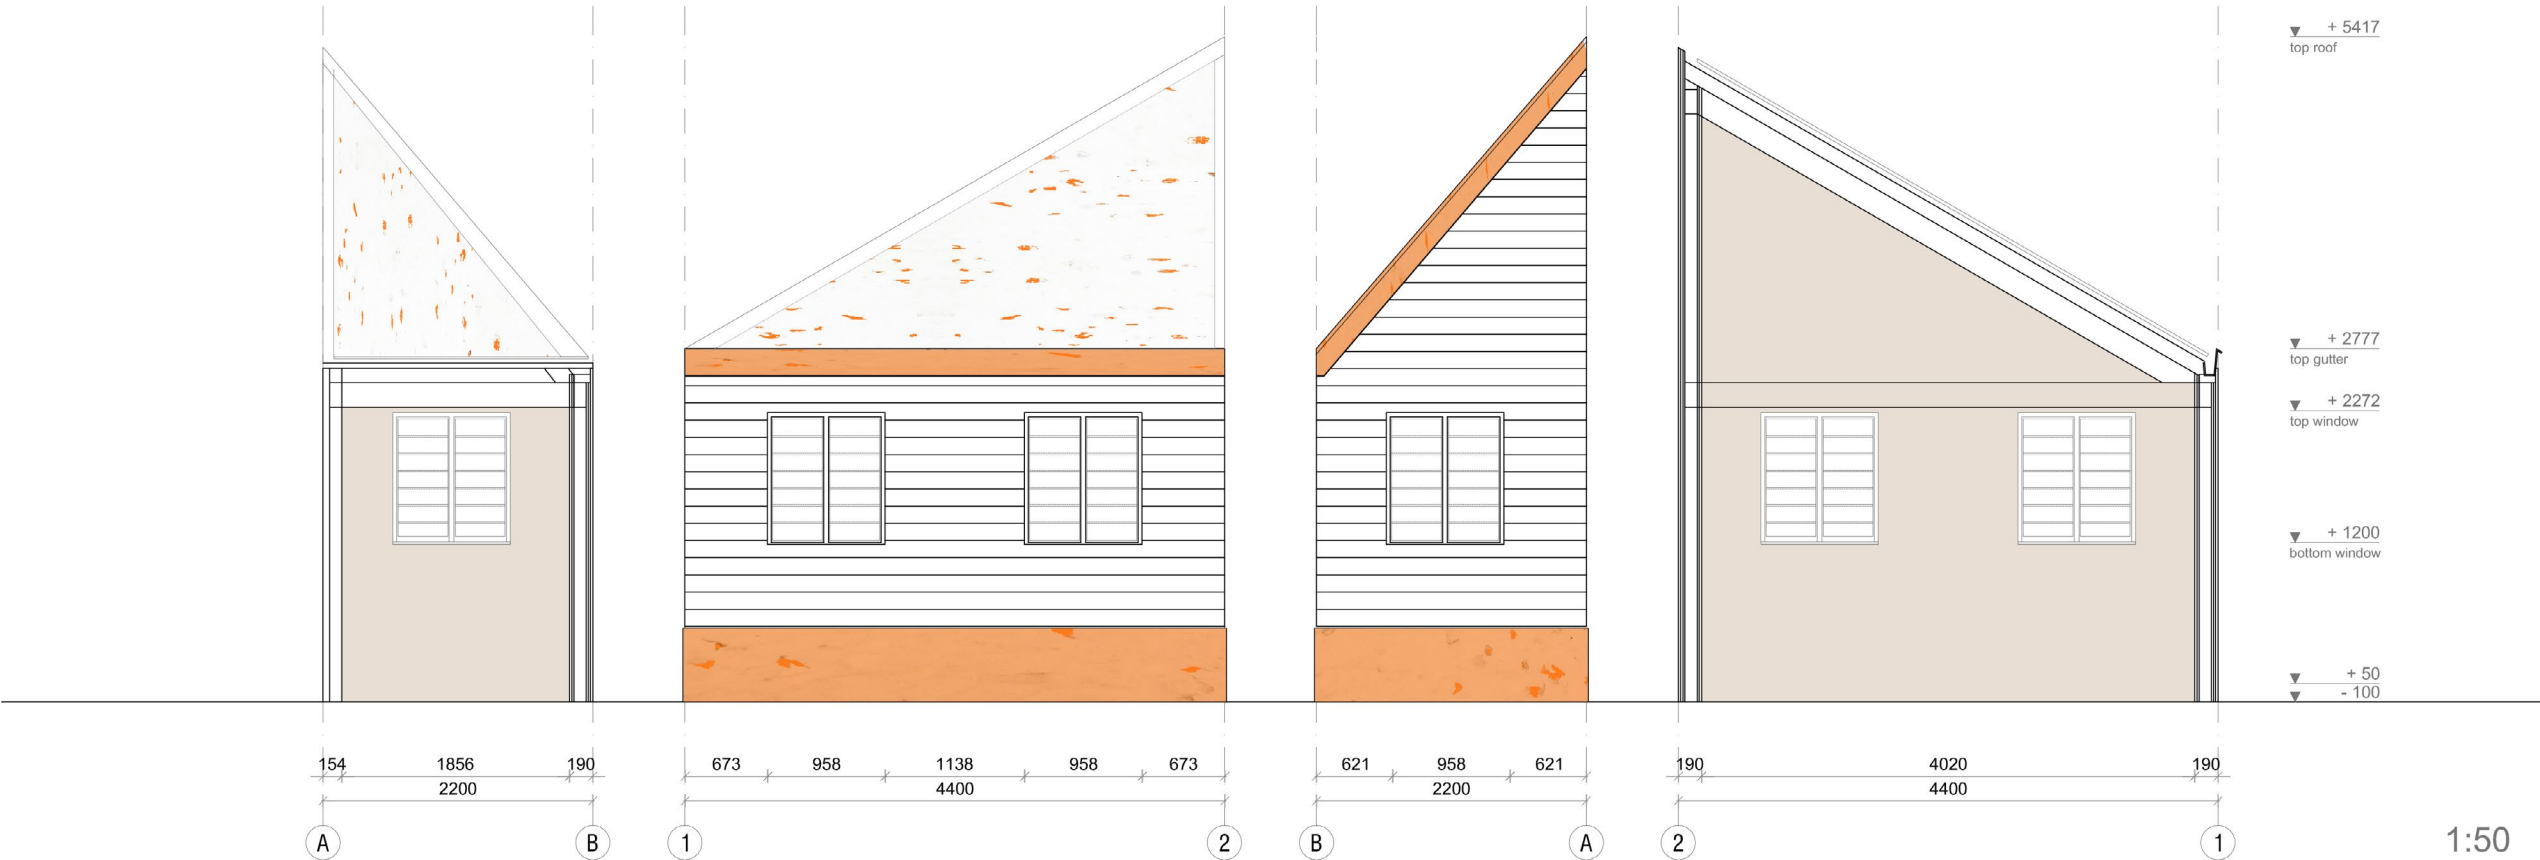 + 5417
top roof
+ 2777
top gutter
+ 2272
top window
+ 1200
bottom window
+ 50
- 100
154 1856 190
2200
673 958 1138 958 673
4400
621 958 621
2200
190 4020 190
4400
A B 1 2 B A 2 1
1:50